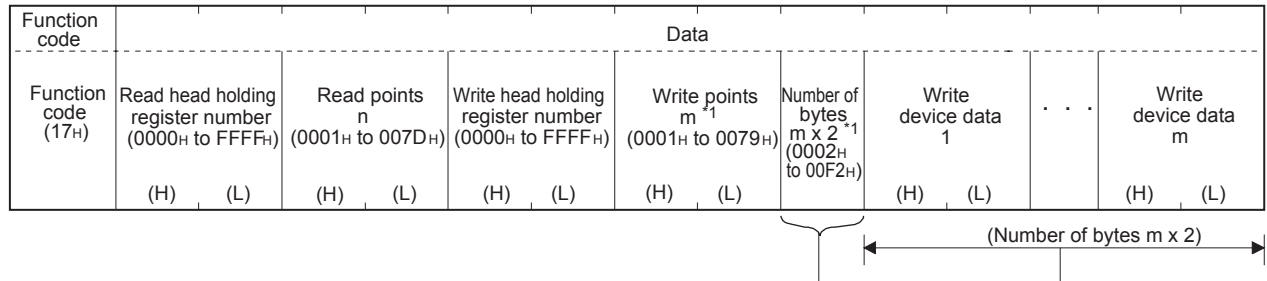 Function
code
Data
Function
code
(17H)
Read head holding
register number
(0000H to FFFFH)
(H) (L)
Read points
n
(0001H to 007DH)
(H) (L)
Write head holding
register number
(0000H to FFFFH)
(H) (L)
Write points
m *1
(0001H to 0079H)
(H) (L)
Number of
bytes
m x 2 *1
(0002H
to 00F2H)
Write
device data
1
(H) (L)
. . .
Write
device data
m
(H) (L)
(Number of bytes m x 2)